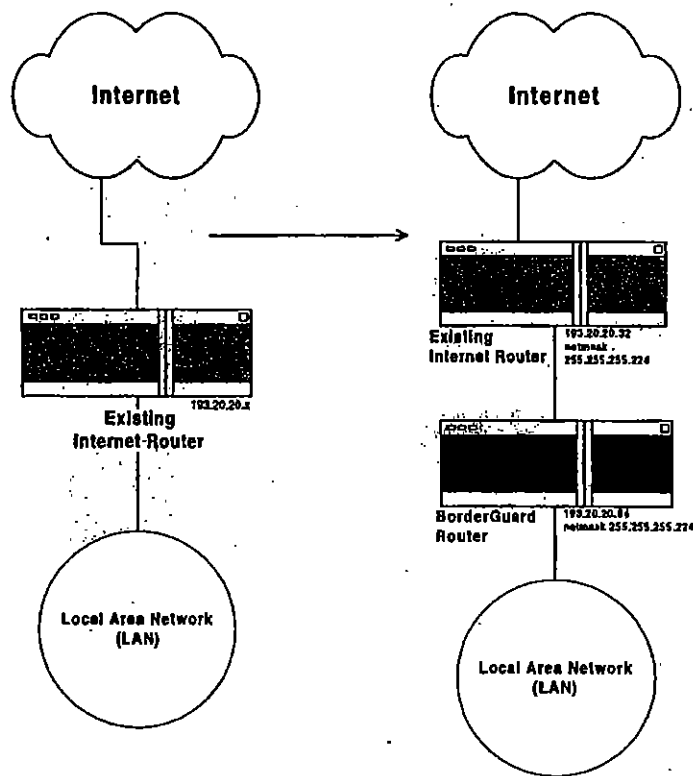 Internet
193.20.20.x
Existing
Internet-Router
Local Area Network
(LAN)
Internet
Existing
Internet Router
193.20.20.32
netmask
255.255.255.224
BorderGuard
Router
netmask 255.255.255.224
Local Area Network
(LAN)